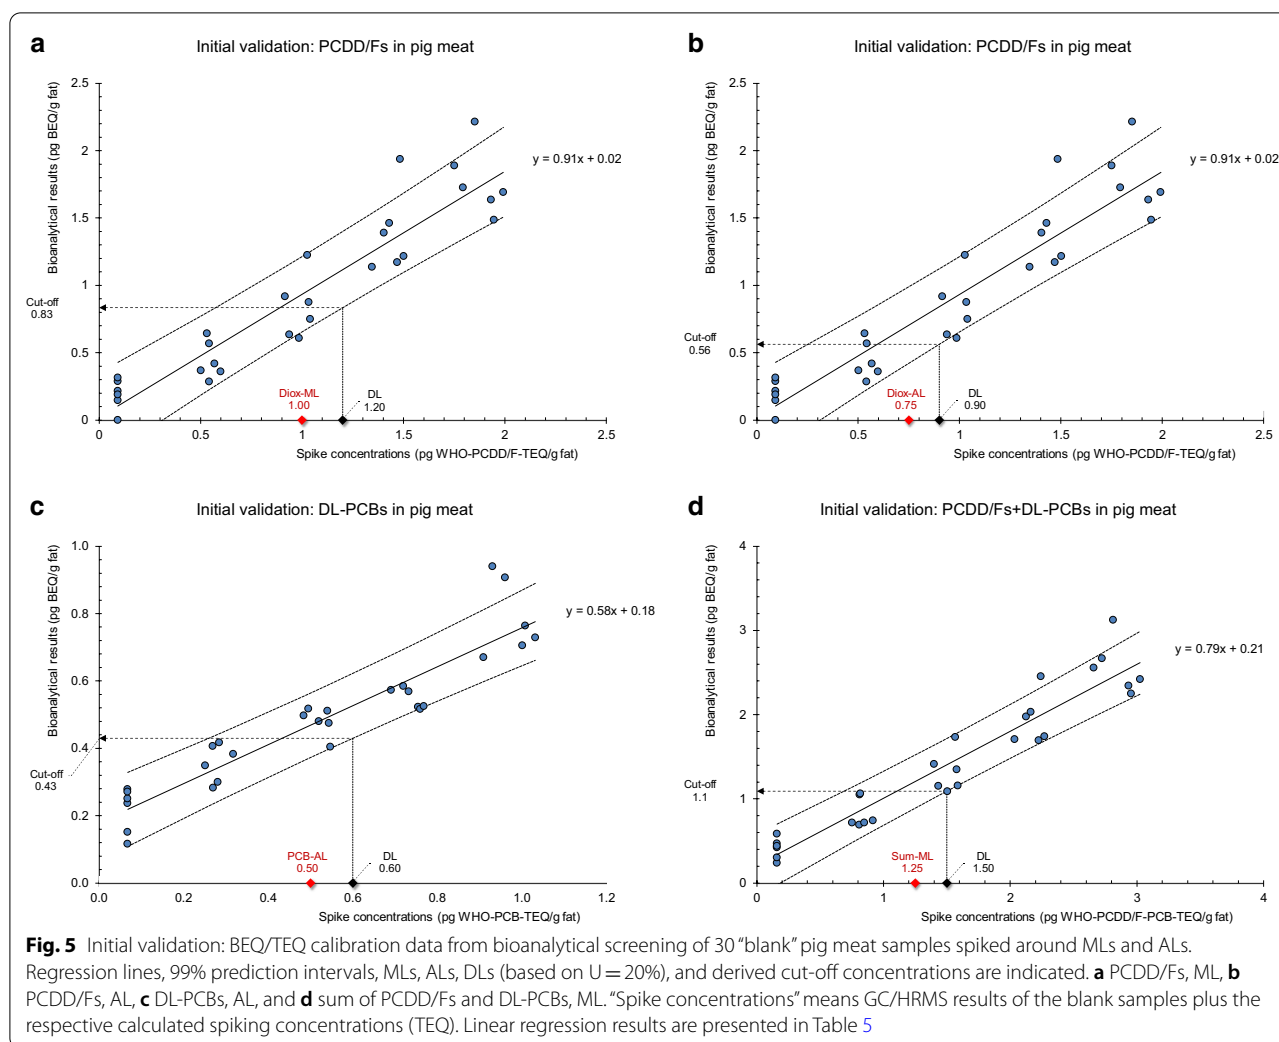 a
Initial validation: PCDD/Fs in pig meat
Bioanalytical results (pg BEQ/g fat)
2.5
2
1.5
1
0.5
0
y = 0.91x + 0.02
Cut-off
0.83
Diox-ML
1.00
DL
1.20
0
0.5
1
1.5
2
2.5
Spike concentrations (pg WHO-PCDD/F-TEQ/g fat)
b
Initial validation: PCDD/Fs in pig meat
Bioanalytical results (pg BEQ/g fat)
2.5
2
1.5
1
0.5
0
y = 0.91x + 0.02
Cut-off
0.56
Diox-AL
0.75
DL
0.90
0
0.5
1
1.5
2
2.5
Spike concentrations (pg WHO-PCDD/F-TEQ/g fat)
c
Initial validation: DL-PCBs in pig meat
Bioanalytical results (pg BEQ/g fat)
1.0
0.8
0.6
0.4
0.2
0.0
y = 0.58x + 0.18
Cut-off
0.43
PCB-AL
0.50
DL
0.60
0.0
0.2
0.4
0.6
0.8
1.0
1.2
Spike concentrations (pg WHO-PCB-TEQ/g fat)
d
Initial validation: PCDD/Fs+DL-PCBs in pig meat
Bioanalytical results (pg BEQ/g fat)
4
3
2
1
0
y = 0.79x + 0.21
Cut-off
1.1
Sum-ML
1.25
DL
1.50
0
1
2
3
4
Spike concentrations (pg WHO-PCDD/F-PCB-TEQ/g fat)
Fig. 5 Initial validation: BEQ/TEQ calibration data from bioanalytical screening of 30 “blank” pig meat samples spiked around MLs and ALs.
Regression lines, 99% prediction intervals, MLs, ALs, DLs (based on U = 20%), and derived cut-off concentrations are indicated. a PCDD/Fs, ML, b
PCDD/Fs, AL, c DL-PCBs, AL, and d sum of PCDD/Fs and DL-PCBs, ML. “Spike concentrations” means GC/HRMS results of the blank samples plus the
respective calculated spiking concentrations (TEQ). Linear regression results are presented in Table 5